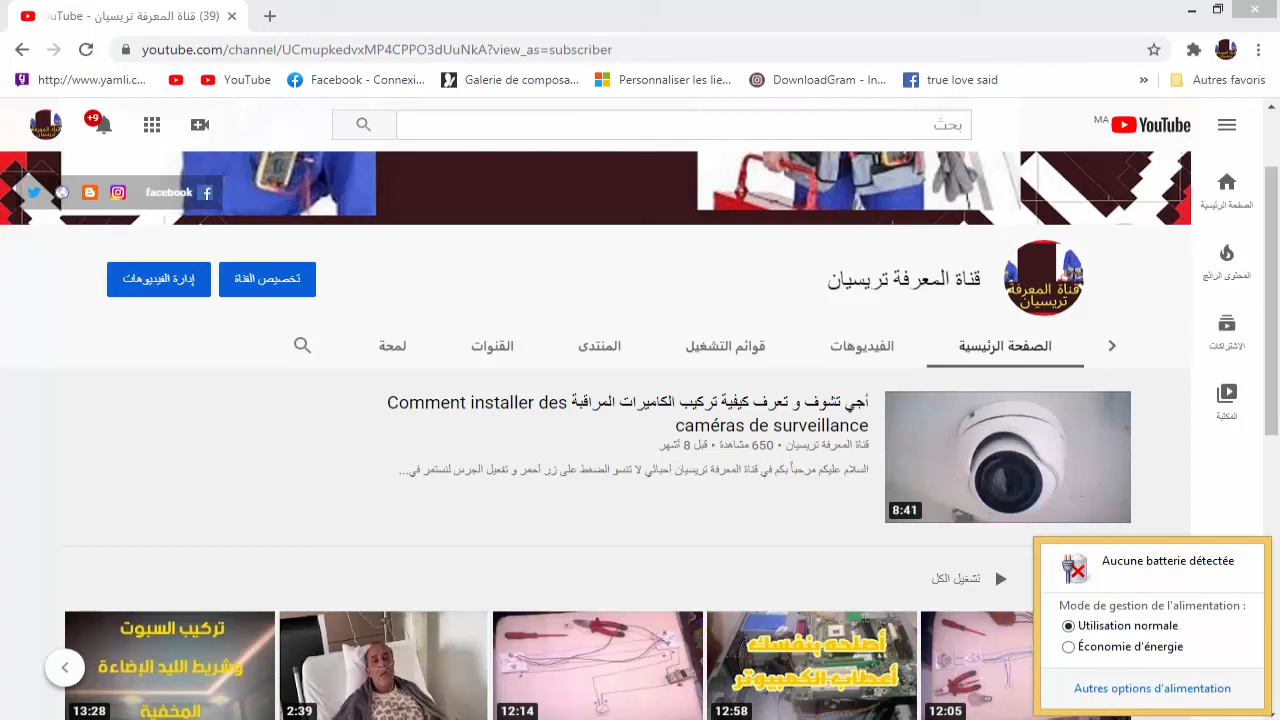 (39) قناة المعرفة تريسيان - YouTube
youtube.com/channel/UCmupkedvxMP4CPPO3dUuNkA?view_as=subscriber
http://www.yamli.c...
YouTube
Facebook - Connexi...
Galerie de composa...
Personnaliser les lie...
DownloadGram - In...
true love said
»
Autres favoris
+9
بحث
YouTube MA
facebook
الصفحة الرئيسية
المحتوى الرائج
الاشتراكات
المكتبة
قناة المعرفة تريسيان
قناة المعرفة
تريسيان
تخصيص القناة
إدارة الفيديوهات
الصفحة الرئيسية
الفيديوهات
قوائم التشغيل
المنتدى
القنوات
لمحة
أجي تشوف و تعرف كيفية تركيب الكاميرات المراقبة Comment installer des
caméras de surveillance
قناة المعرفة تريسيان • 650 مشاهدة • قبل 8 أشهر
السلام عليكم مرحباً بكم في قناة المعرفة تريسيان أحبائي لا تنسو الضغط على زر أحمر و تفعيل الجرس لنستمر في...
8:41
تشغيل الكل
تركيب السبوت
وشريط الليد الإضاءة
المخفية
13:28
2:39
12:14
أصلحه بنفسك
أعطاب الكمبيوتر
12:58
12:05
Aucune batterie détectée
Mode de gestion de l'alimentation :
Utilisation normale
Économie d'énergie
Autres options d'alimentation